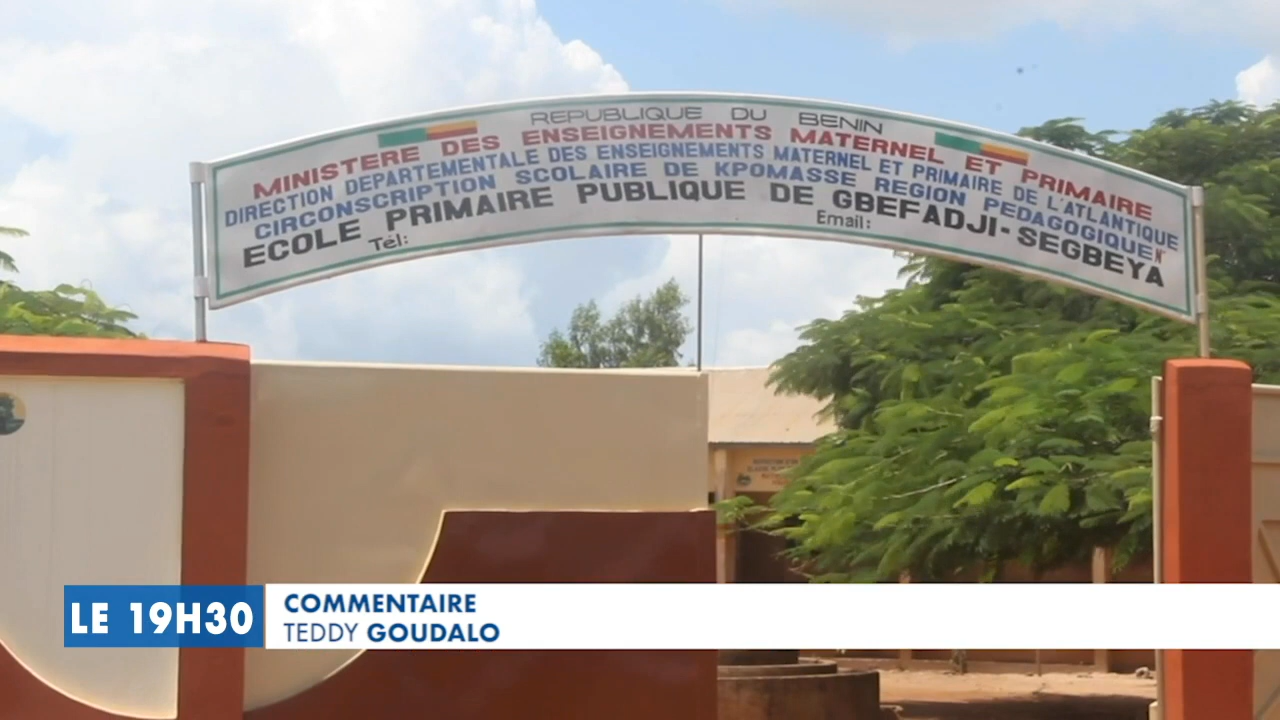 REPUBLIQUE DU BENIN
MINISTERE DES ENSEIGNEMENTS MATERNEL ET PRIMAIRE
DIRECTION DEPARTEMENTALE DES ENSEIGNEMENTS MATERNEL ET PRIMAIRE DE L'ATLANTIQUE
CIRCONSCRIPTION SCOLAIRE DE KPOMASSE REGION PEDAGOGIQUE
ECOLE PRIMAIRE PUBLIQUE DE GBEFADJI-SEGBEYA
Tél: Email:
LE 19H30
COMMENTAIRE
TEDDY GOUDALO